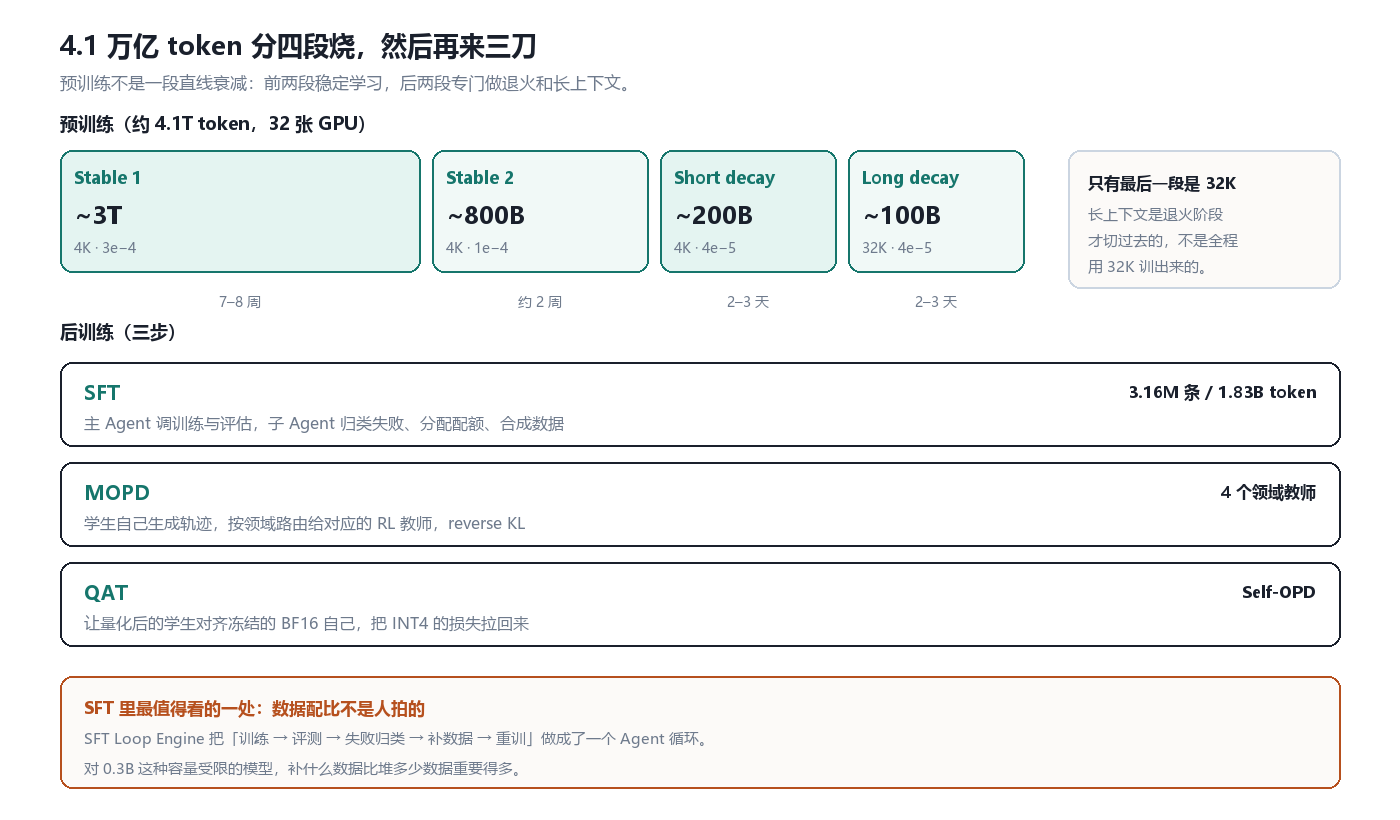 4.1 万亿 token 分四段烧，然后再来三刀
预训练不是一段直线衰减：前两段稳定学习，后两段专门做退火和长上下文。
预训练（约 4.1T token，32 张 GPU）
Stable 1
~3T
4K · 3e−4
7–8 周
Stable 2
~800B
4K · 1e−4
约 2 周
Short decay
~200B
4K · 4e−5
2–3 天
Long decay
~100B
32K · 4e−5
2–3 天
只有最后一段是 32K
长上下文是退火阶段
才切过去的，不是全程
用 32K 训出来的。
后训练（三步）
SFT
3.16M 条 / 1.83B token
主 Agent 调训练与评估，子 Agent 归类失败、分配配额、合成数据
MOPD
4 个领域教师
学生自己生成轨迹，按领域路由给对应的 RL 教师，reverse KL
QAT
Self-OPD
让量化后的学生对齐冻结的 BF16 自己，把 INT4 的损失拉回来
SFT 里最值得看的一处：数据配比不是人拍的
SFT Loop Engine 把「训练 → 评测 → 失败归类 → 补数据 → 重训」做成了一个 Agent 循环。
对 0.3B 这种容量受限的模型，补什么数据比堆多少数据重要得多。